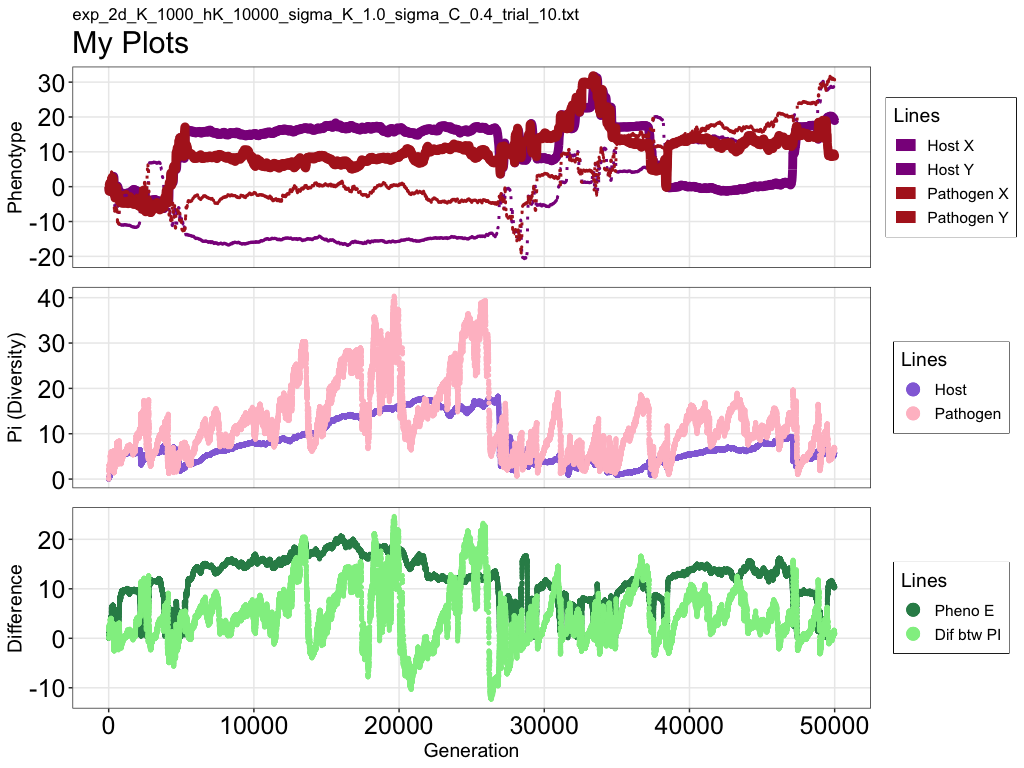 exp_2d_K_1000_hK_10000_sigma_K_1.0_sigma_C_0.4_trial_10.txt
My Plots
Phenotype
30
20
10
0
-10
-20
Lines
Host X
Host Y
Pathogen X
Pathogen Y
Pi (Diversity)
40
30
20
10
0
Lines
Host
Pathogen
Difference
20
10
0
-10
Lines
Pheno E
Dif btw PI
0 10000 20000 30000 40000 50000
Generation